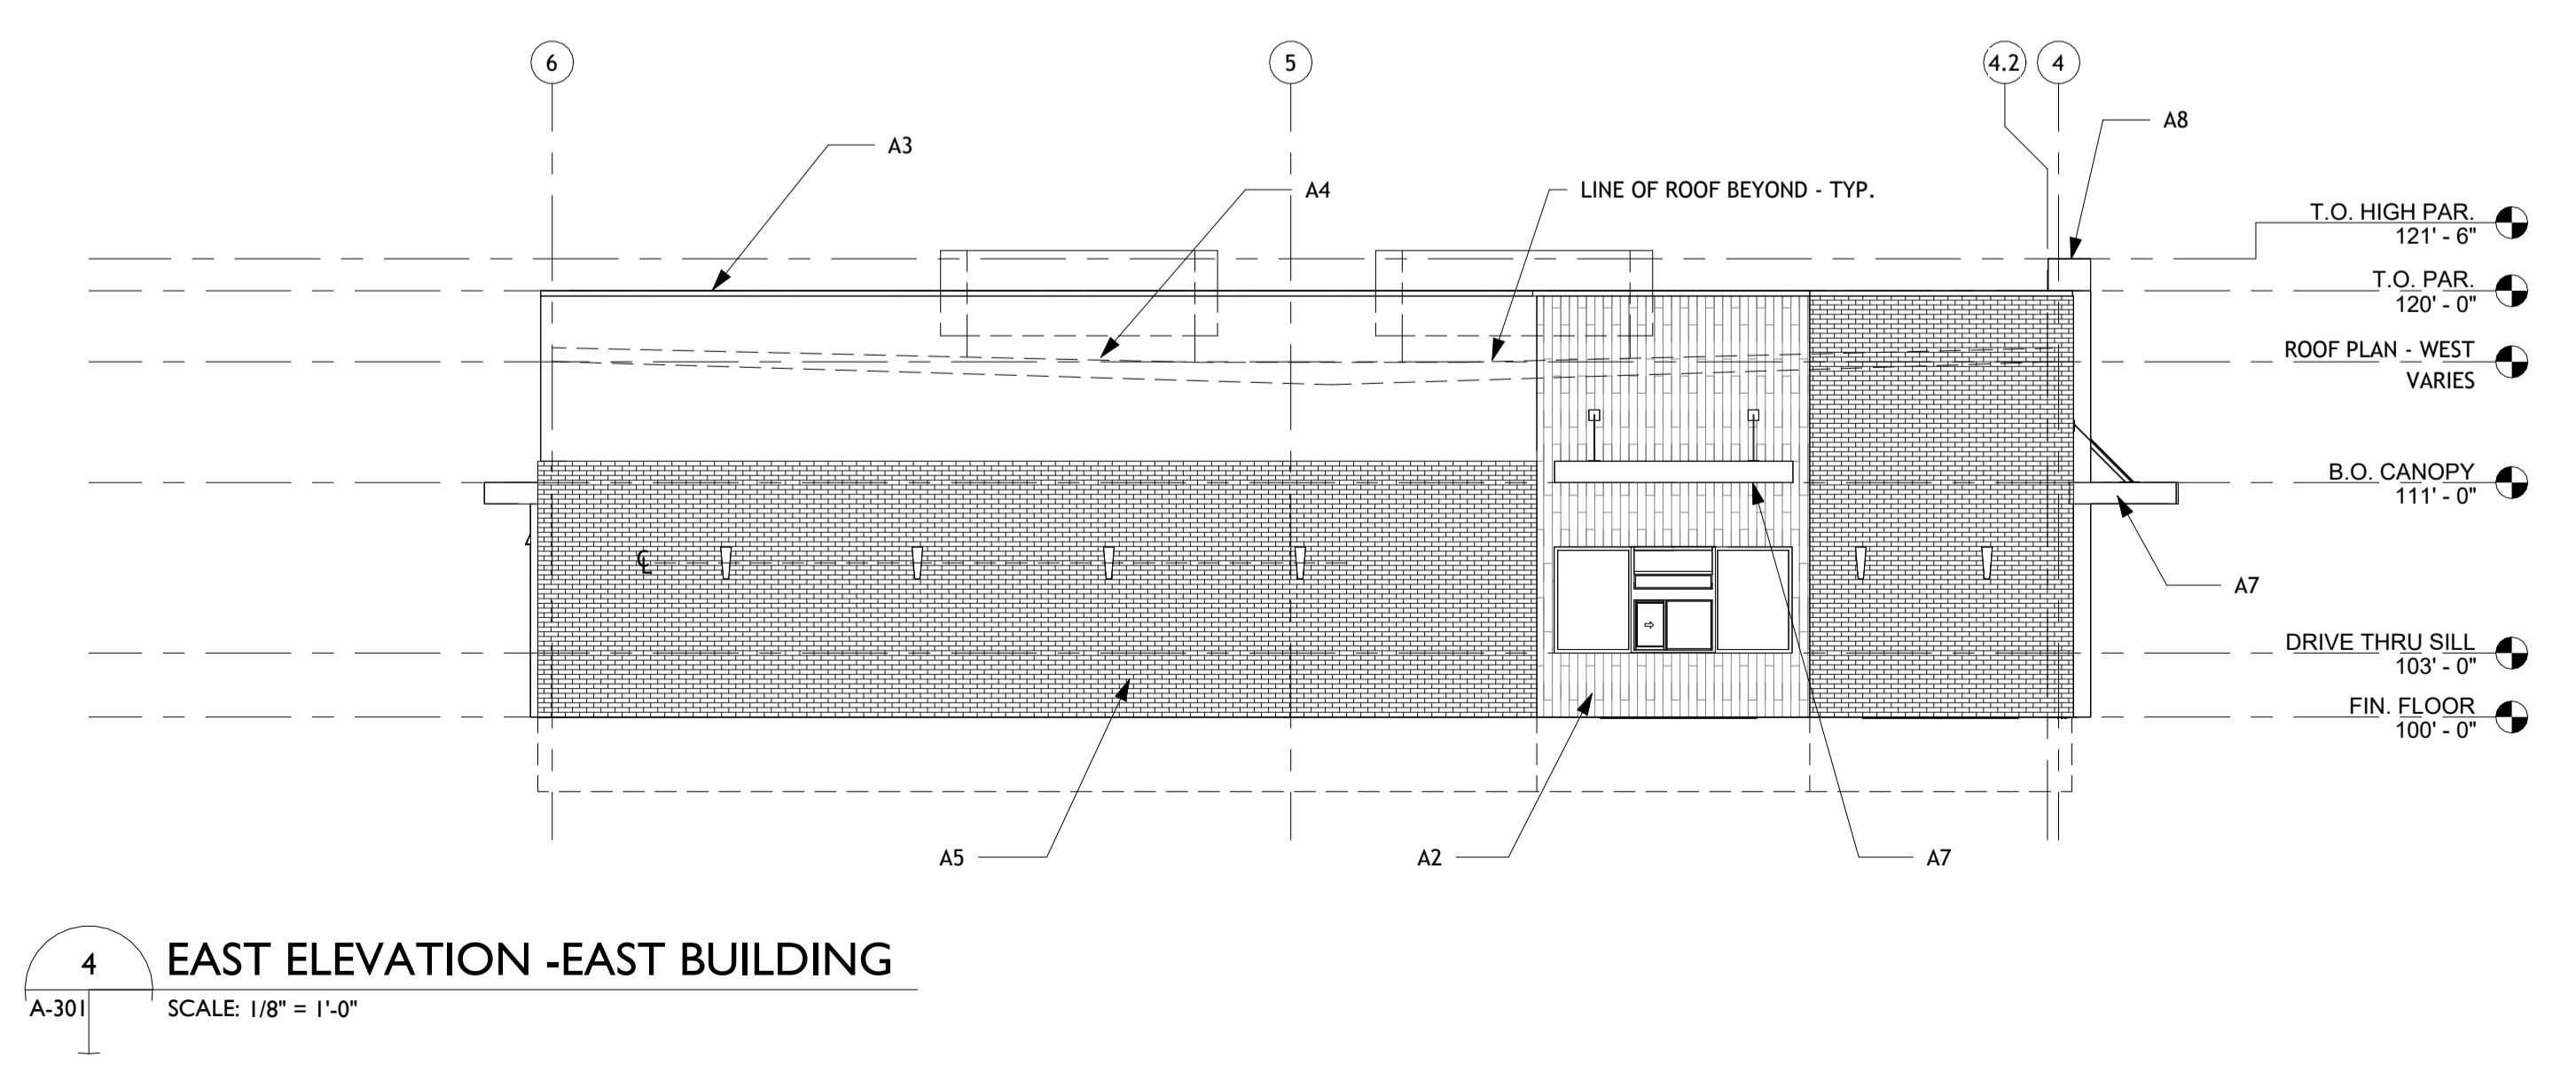 6
5
4.2
4
A3
A4
LINE OF ROOF BEYOND - TYP.
A8
T.O. HIGH PAR.
121' - 6"
T.O. PAR.
120' - 0"
ROOF PLAN - WEST
VARIES
B.O. CANOPY
111' - 0"
A7
DRIVE THRU SILL
103' - 0"
FIN. FLOOR
100' - 0"
℄
A5
A2
A7
4
A-301
EAST ELEVATION -EAST BUILDING
SCALE: 1/8" = 1'-0"